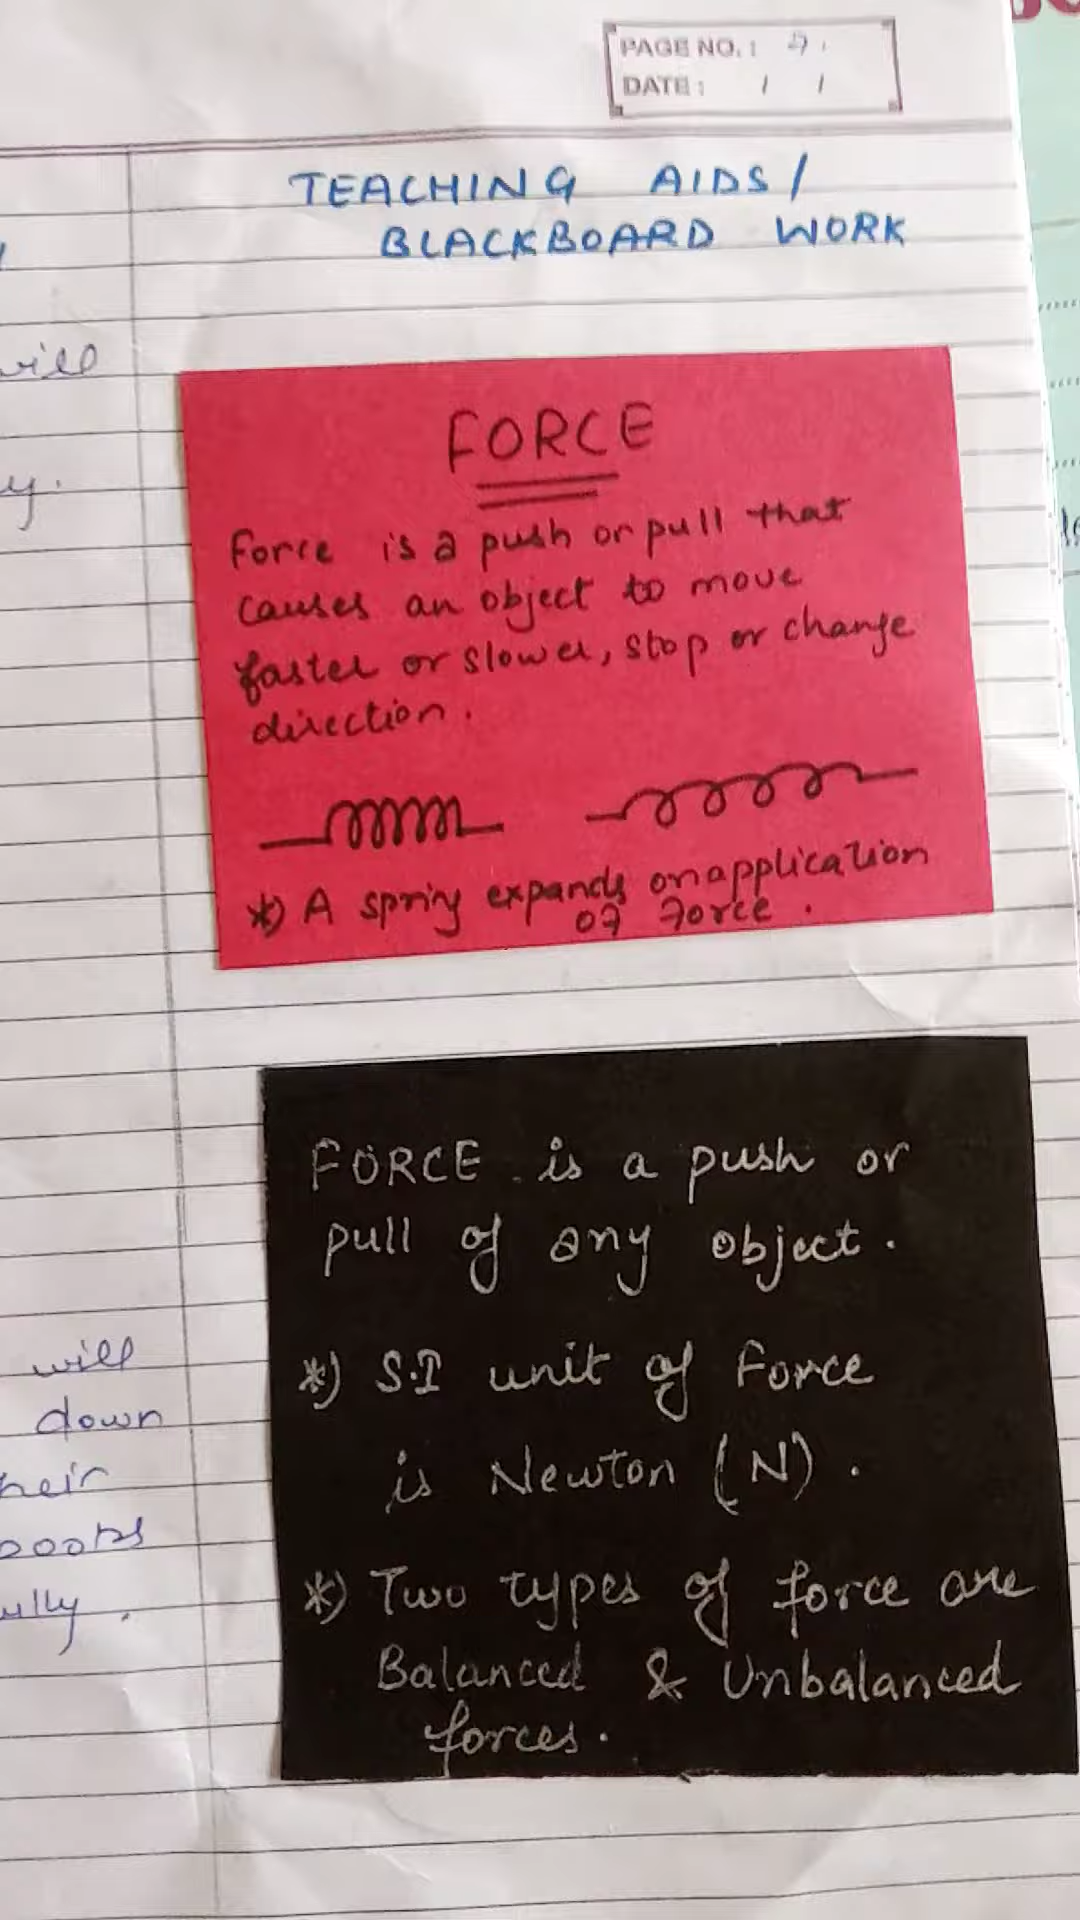 PAGE NO.:
DATE: / /
TEACHING AIDS/
BLACKBOARD WORK
will
y.
FORCE
Force is a push or pull that
causes an object to move
faster or slower, stop or change
direction.
*) A spring expands on application
of force.
FORCE is a push or
pull of any object.
*) S.I unit of Force
is Newton (N).
*) Two types of force are
Balanced & Unbalanced
forces.
will
down
heir
ully.